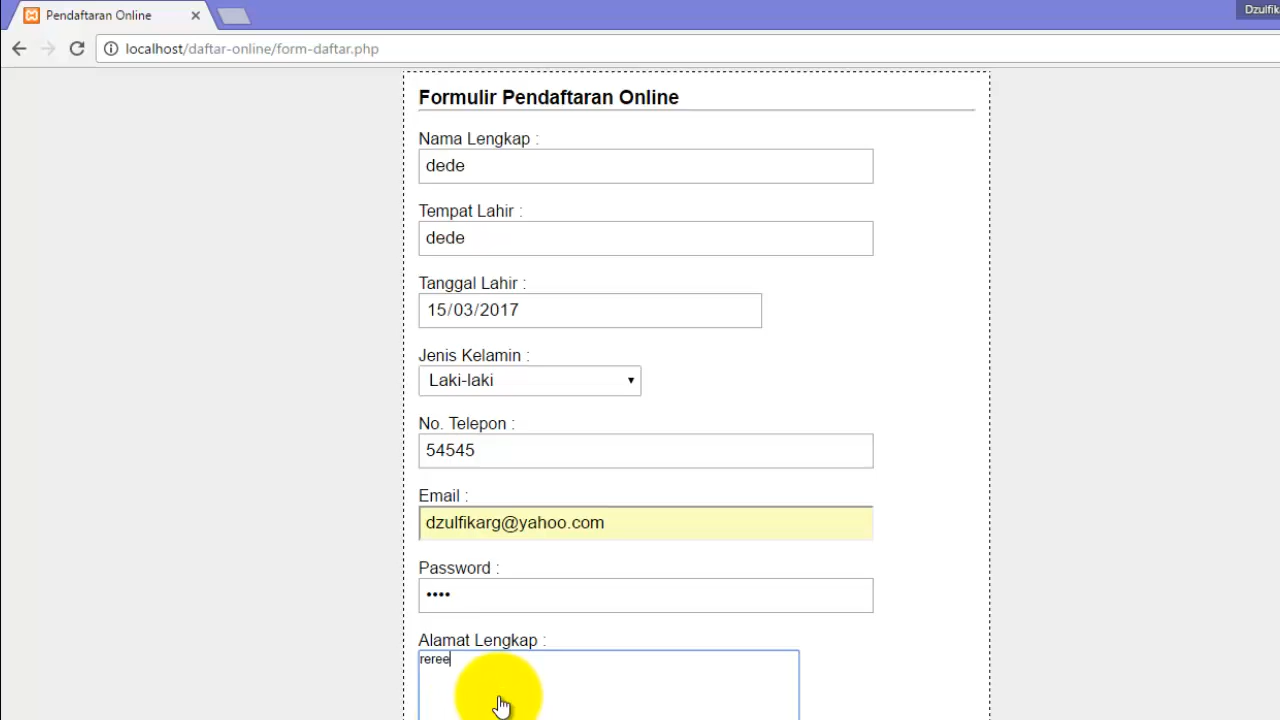 Pendaftaran Online
Dzulfik
localhost/daftar-online/form-daftar.php
Formulir Pendaftaran Online
Nama Lengkap :
dede
Tempat Lahir :
dede
Tanggal Lahir :
15/03/2017
Jenis Kelamin :
Laki-laki
No. Telepon :
54545
Email :
dzulfikarg@yahoo.com
Password :
••••
Alamat Lengkap :
reree